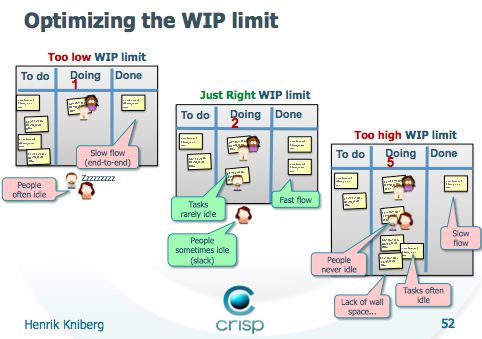 Optimizing the WIP limit
Too low WIP limit
To do
Doing
Done
1
Slow flow
(end-to-end)
Zzzzzzzzz
People
often idle
Just Right WIP limit
To do
Doing
Done
2
Tasks
rarely idle
Fast flow
People
sometimes idle
(slack)
Too high WIP limit
To do
Doing
Done
5
Slow
flow
People
never idle
Tasks often
idle
Lack of wall
space...
crisp
Henrik Kniberg
52